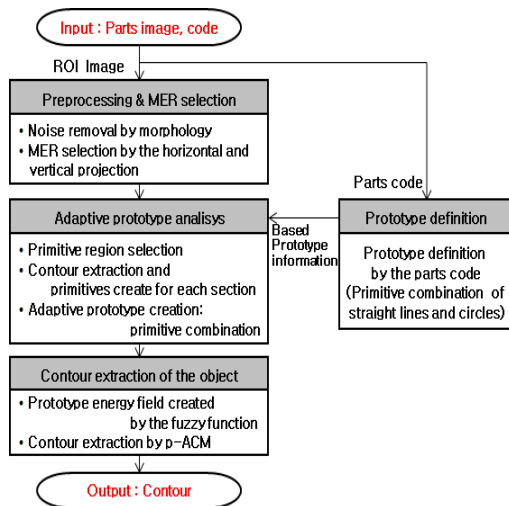 Input : Parts image, code
ROI Image
Preprocessing & MER selection
• Noise removal by morphology
• MER selection by the horizontal and
vertical projection
Parts code
Adaptive prototype analisys
• Primitive region selection
• Contour extraction and
primitives create for each section
• Adaptive prototype creation:
primitive combination
Based
Prototype
information
Prototype definition
Prototype definition
by the parts code
(Primitive combination of
straight lines and circles)
Contour extraction of the object
• Prototype energy field created
by the fuzzy function
• Contour extraction by p-ACM
Output : Contour